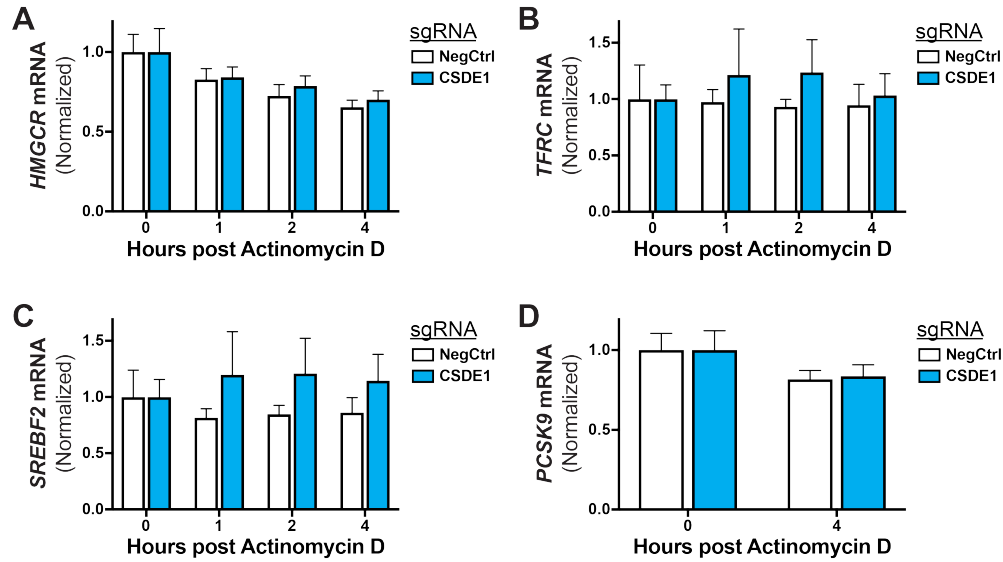 A
HMGCR mRNA
(Normalized)
1.0
0.5
0.0
0
1
2
4
Hours post Actinomycin D
sgRNA
NegCtrl
CSDE1
B
TFRC mRNA
(Normalized)
1.5
1.0
0.5
0.0
0
1
2
4
Hours post Actinomycin D
sgRNA
NegCtrl
CSDE1
C
SREBF2 mRNA
(Normalized)
1.5
1.0
0.5
0.0
0
1
2
4
Hours post Actinomycin D
sgRNA
NegCtrl
CSDE1
D
PCSK9 mRNA
(Normalized)
1.0
0.5
0.0
0
4
Hours post Actinomycin D
sgRNA
NegCtrl
CSDE1